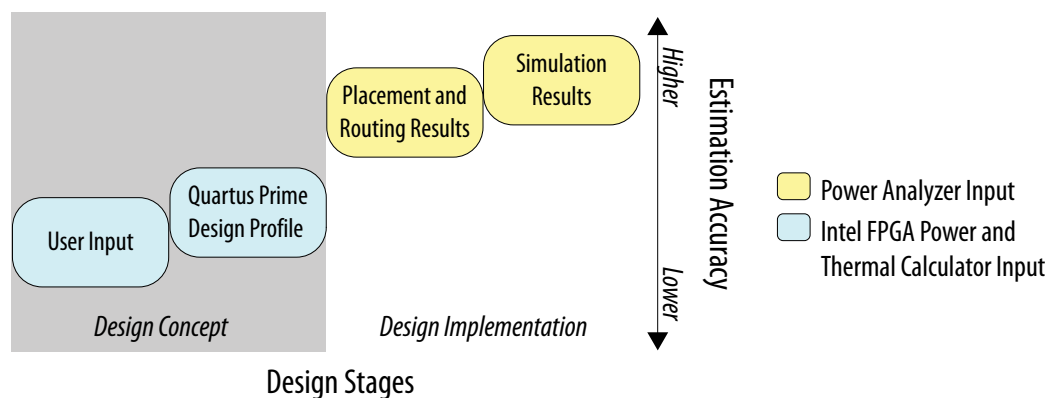 User Input
Quartus Prime
Design Profile
Placement and
Routing Results
Simulation
Results
Design Concept
Design Implementation
Design Stages
Higher
Lower
Estimation Accuracy
Power Analyzer Input
Intel FPGA Power and
Thermal Calculator Input